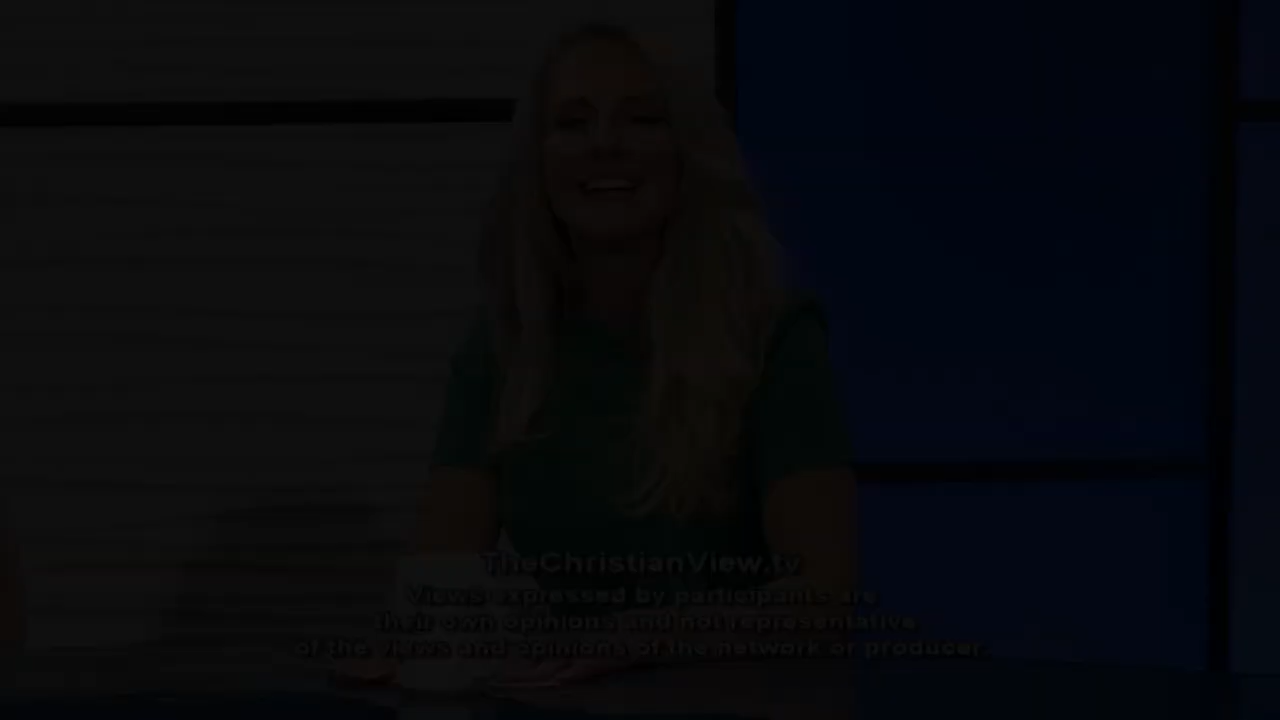 TheChristianView.tv
Views expressed by participants are
their own opinions and not representative
of the views and opinions of the network or producer.